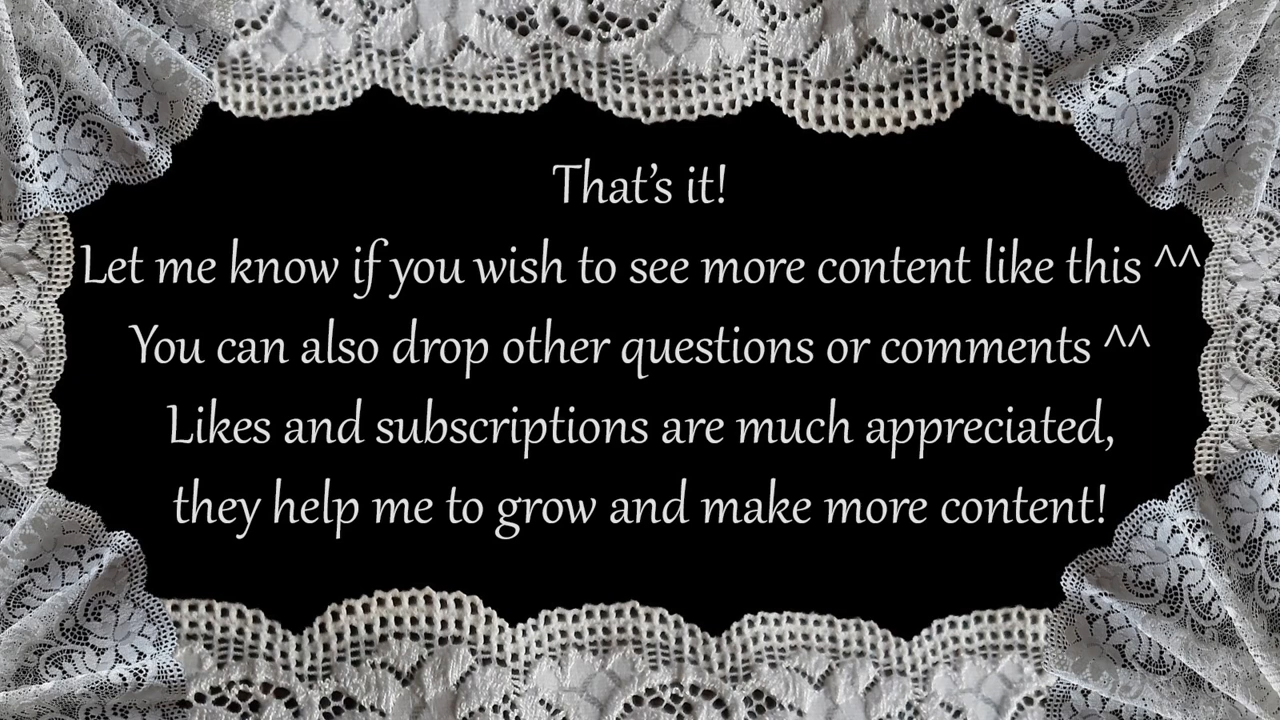 That’s it!
Let me know if you wish to see more content like this ^^
You can also drop other questions or comments ^^
Likes and subscriptions are much appreciated,
they help me to grow and make more content!